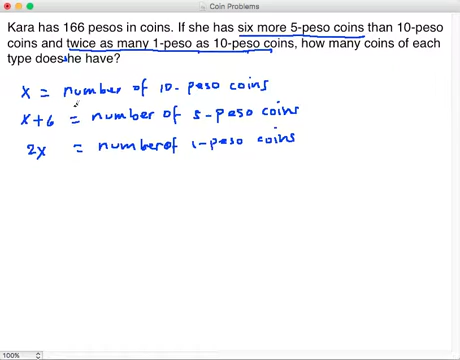 Coin Problems
Kara has 166 pesos in coins. If she has six more 5-peso coins than 10-peso
coins and twice as many 1-peso as 10-peso coins, how many coins of each
type does she have?
x = number of 10-peso coins
x+6 = number of 5-peso coins
2x = number of 1-peso coins
100%